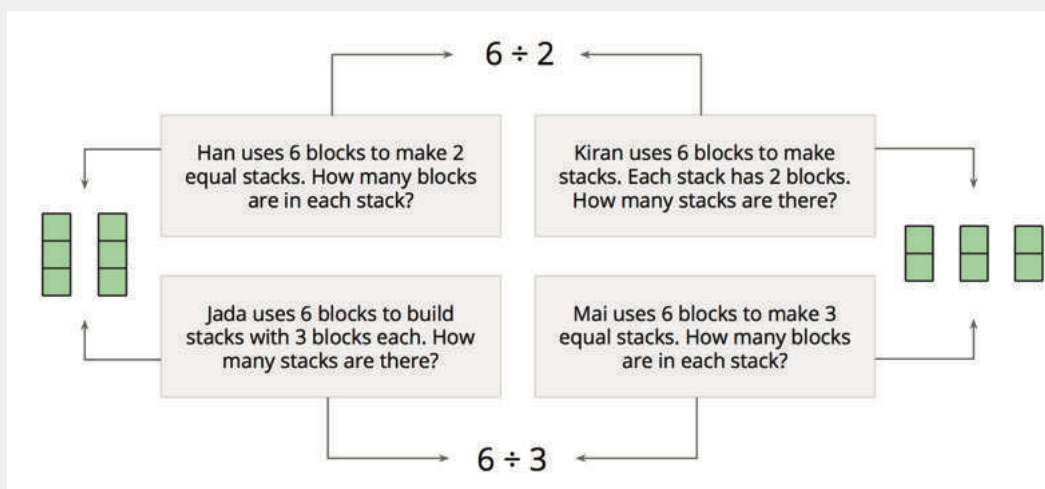 6 ÷ 2
Han uses 6 blocks to make 2
equal stacks. How many blocks
are in each stack?
Kiran uses 6 blocks to make
stacks. Each stack has 2 blocks.
How many stacks are there?
Jada uses 6 blocks to build
stacks with 3 blocks each. How
many stacks are there?
Mai uses 6 blocks to make 3
equal stacks. How many blocks
are in each stack?
6 ÷ 3